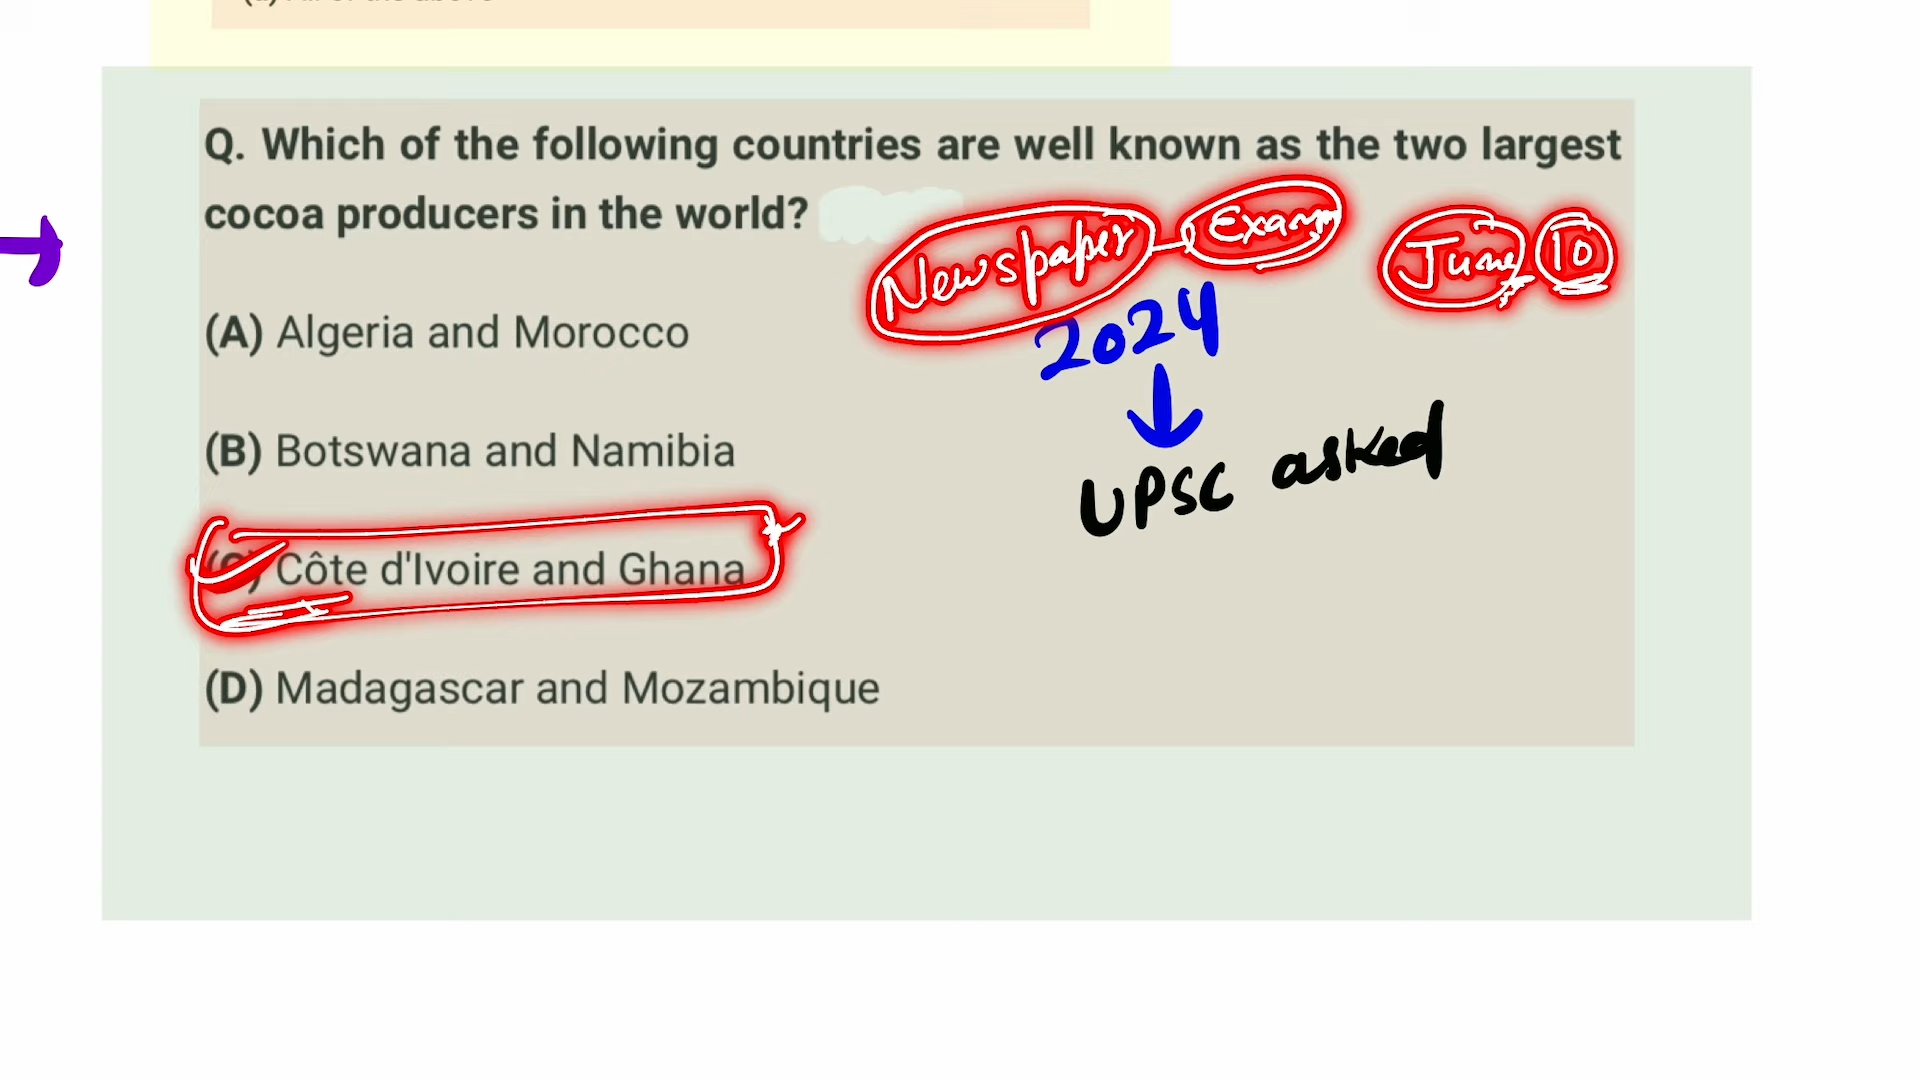 Q. Which of the following countries are well known as the two largest
cocoa producers in the world?
Newspaper - Exam
June 10
2024
(A) Algeria and Morocco
UPSC asked
(B) Botswana and Namibia
(C) Côte d'Ivoire and Ghana
(D) Madagascar and Mozambique